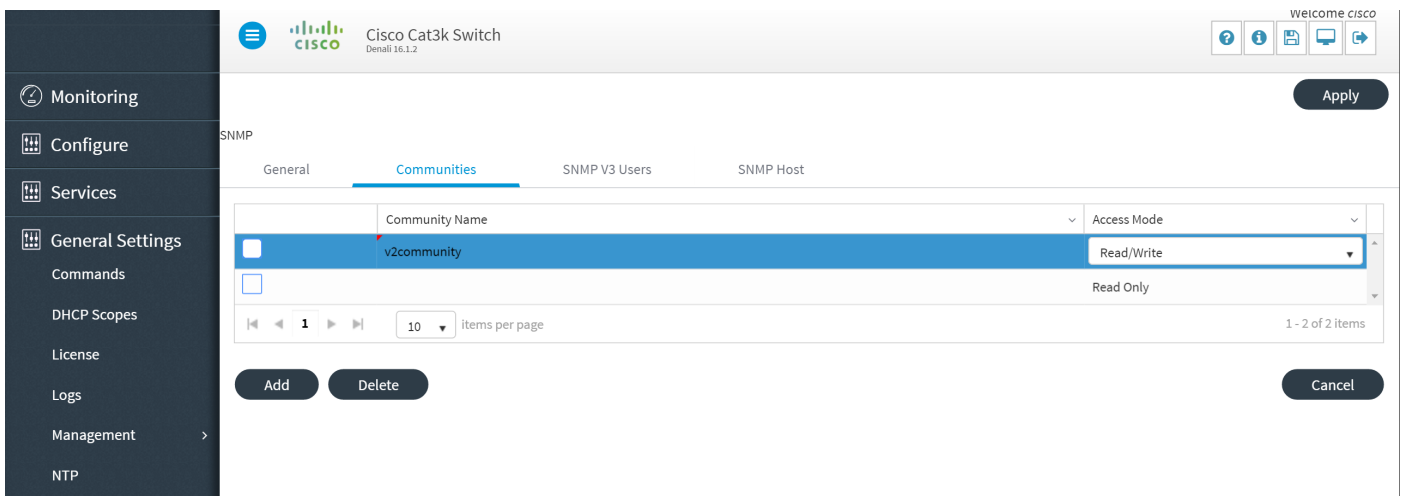 Welcome cisco
CISCO
Cisco Cat3k Switch
Denali 16.1.2
Monitoring
Apply
Configure
SNMP
General Communities SNMP V3 Users SNMP Host
Services
Community Name Access Mode
General Settings
v2community Read/Write
Commands
Read Only
DHCP Scopes
1 10 items per page 1 - 2 of 2 items
License
Add Delete Cancel
Logs
Management
NTP